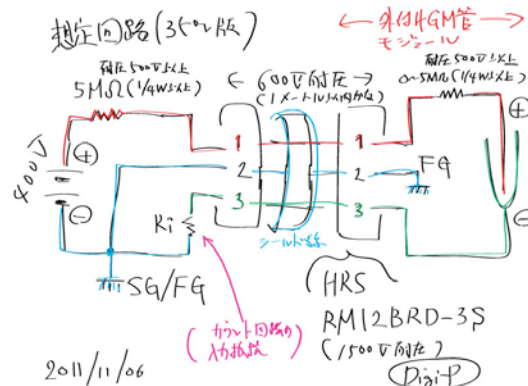 想定回路(350V版)
← 外付けGM管 →
モジュール
耐圧500V以上
5MΩ(1/4W以上)
← 600V耐圧 →
(1メートル以内かな)
耐圧500V以上
0~5MΩ(1/4W以上)
400V
+
-
1
2
3
1
2
3
FG
+
-
Ri
シールド線
SG/FG
(カウント回路の
入力抵抗)
HRS
RM12BRD-3S
(1500V耐圧)
2011/11/06